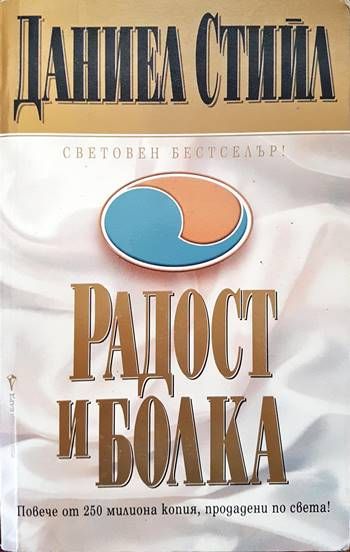 ДАНИЕЛ СТИЙЛ
СВЕТОВЕН БЕСТСЕЛЪР!
РАДОСТ
И БОЛКА
Повече от 250 милиона копия, продадени по света!